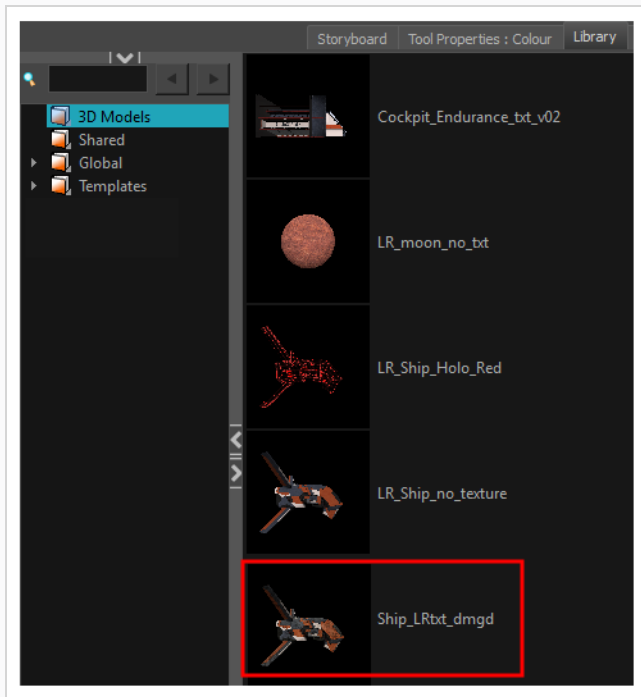 Storyboard
Tool Properties : Colour
Library
3D Models
Shared
Global
Templates
Cockpit_Endurance_txt_v02
LR_moon_no_txt
LR_Ship_Holo_Red
LR_Ship_no_texture
Ship_LRtxt_dmgd